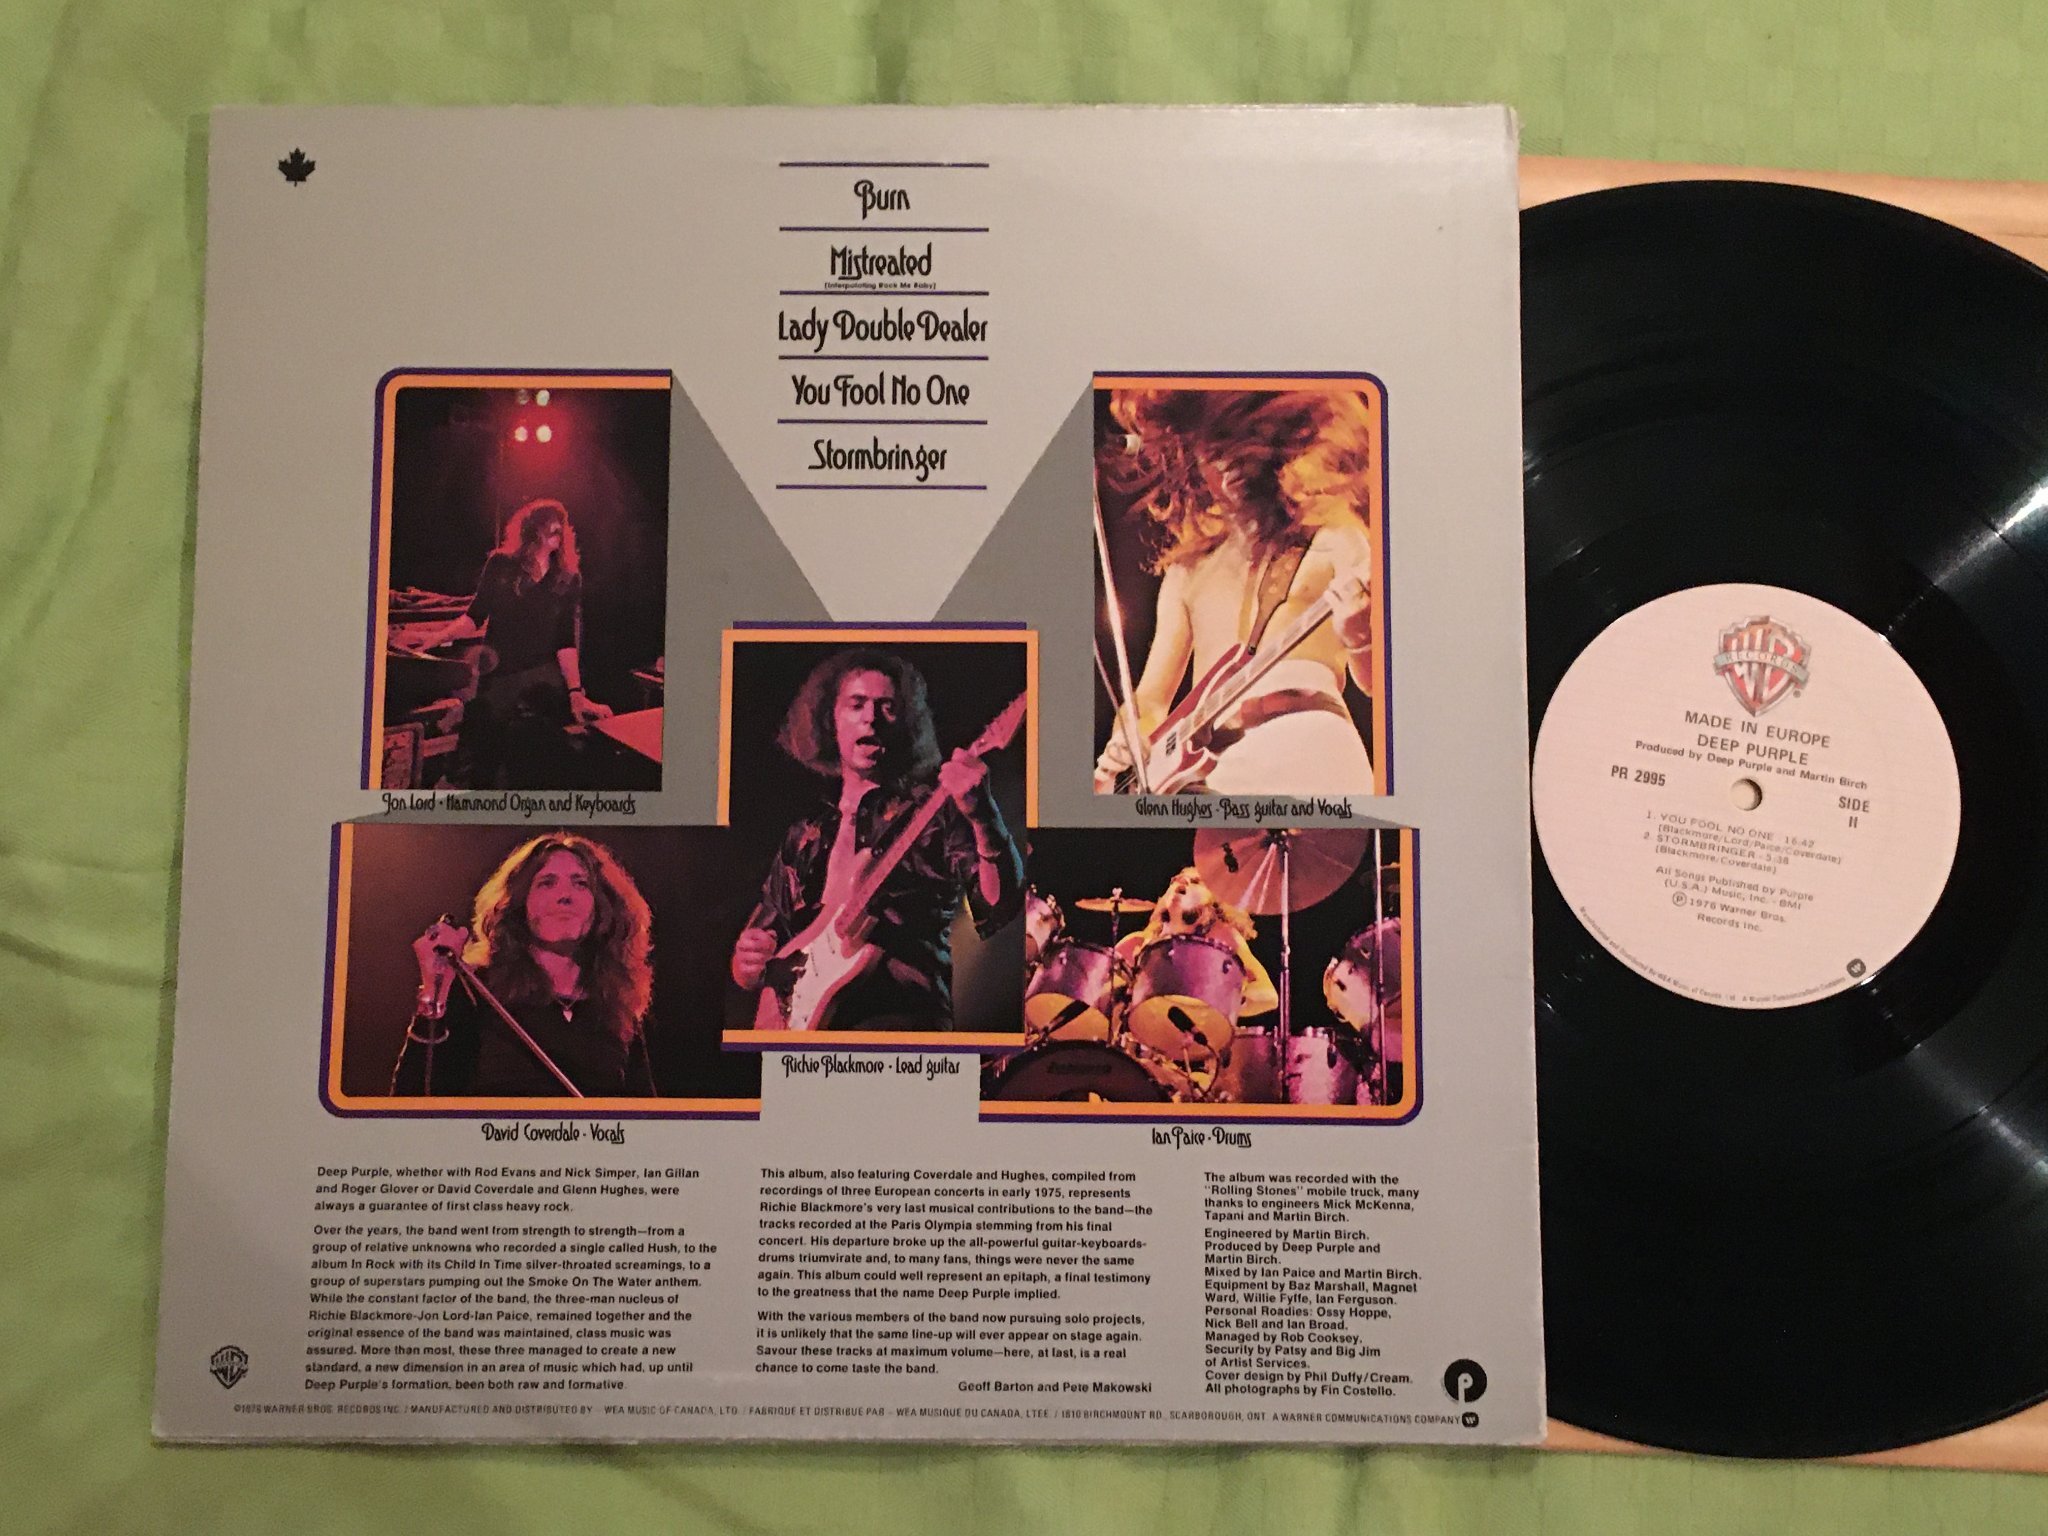 Burn
Mistreated
(Interpolating Rock Me Baby)
Lady Double Dealer
You Fool No One
Stormbringer
Jon Lord · Hammond Organ and Keyboards
Glenn Hughes · Bass guitar and Vocals
Richie Blackmore · Lead guitar
David Coverdale · Vocals
Ian Paice · Drums
Deep Purple, whether with Rod Evans and Nick Simper, Ian Gillan
and Roger Glover or David Coverdale and Glenn Hughes, were
always a guarantee of first class heavy rock.
Over the years, the band went from strength to strength—from a
group of relative unknowns who recorded a single called Hush, to the
album In Rock with its Child In Time silver-throated screamings, to a
group of superstars pumping out the Smoke On The Water anthem.
While the constant factor of the band, the three-man nucleus of
Richie Blackmore-Jon Lord-Ian Paice, remained together and the
original essence of the band was maintained, class music was
assured. More than most, these three managed to create a new
standard, a new dimension in an area of music which had, up until
Deep Purple's formation, been both raw and formative.
This album, also featuring Coverdale and Hughes, compiled from
recordings of three European concerts in early 1975, represents
Richie Blackmore's very last musical contributions to the band—the
tracks recorded at the Paris Olympia stemming from his final
concert. His departure broke up the all-powerful guitar-keyboards-
drums triumvirate and, to many fans, things were never the same
again. This album could well represent an epitaph, a final testimony
to the greatness that the name Deep Purple implied.
With the various members of the band now pursuing solo projects,
it is unlikely that the same line-up will ever appear on stage again.
Savour these tracks at maximum volume—here, at last, is a real
chance to come taste the band.
Geoff Barton and Pete Makowski
The album was recorded with the
"Rolling Stones" mobile truck, many
thanks to engineers Mick McKenna,
Tapani and Martin Birch.
Engineered by Martin Birch.
Produced by Deep Purple and
Martin Birch.
Mixed by Ian Paice and Martin Birch.
Equipment by Baz Marshall, Magnet
Ward, Willie Fyffe, Ian Ferguson.
Personal Roadies: Ossy Hoppe,
Nick Bell and Ian Broad.
Managed by Rob Cooksey.
Security by Patsy and Big Jim
of Artist Services.
Cover design by Phil Duffy/Cream.
All photographs by Fin Costello.
©1976 WARNER BROS. RECORDS INC. / MANUFACTURED AND DISTRIBUTED BY – WEA MUSIC OF CANADA, LTD. / FABRIQUE ET DISTRIBUE PAR – WEA MUSIQUE DU CANADA, LTEE. / 1810 BIRCHMOUNT RD., SCARBOROUGH, ONT. A WARNER COMMUNICATIONS COMPANY
RECORDS
MADE IN EUROPE
DEEP PURPLE
Produced by Deep Purple and Martin Birch
PR 2995
SIDE
II
1. YOU FOOL NO ONE - 16:42
(Blackmore/Lord/Paice/Coverdale)
2. STORMBRINGER - 5:38
(Blackmore/Coverdale)
All Songs Published by Purple
(U.S.A.) Music, Inc. - BMI
℗ 1976 Warner Bros.
Records Inc.
Manufactured and Distributed by WEA Music of Canada, Ltd. A Warner Communications Company